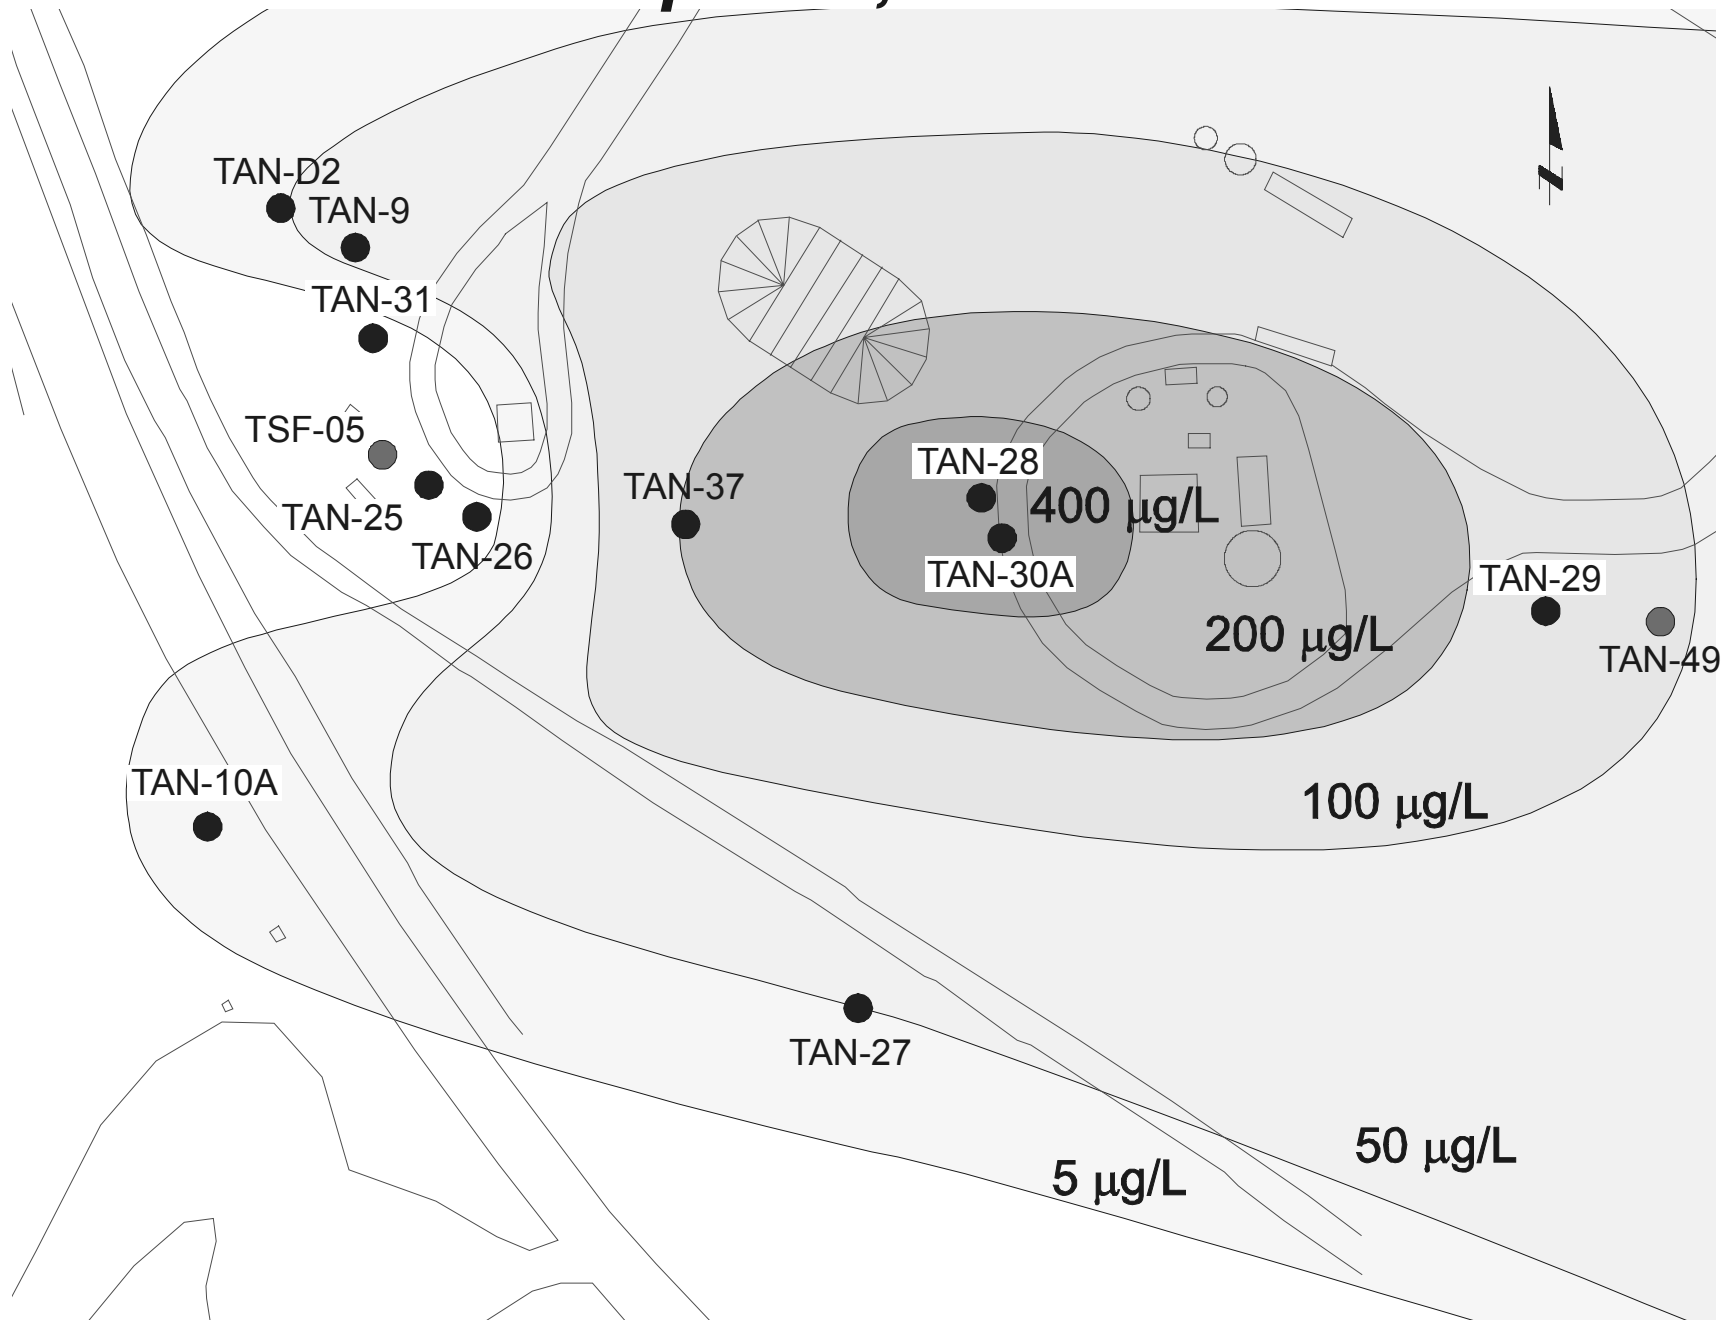 TAN-D2
TAN-9
TAN-31
TSF-05
TAN-28
TAN-37
400 µg/L
TAN-25
TAN-26
TAN-30A
TAN-29
200 µg/L
TAN-49
TAN-10A
100 µg/L
TAN-27
50 µg/L
5 µg/L